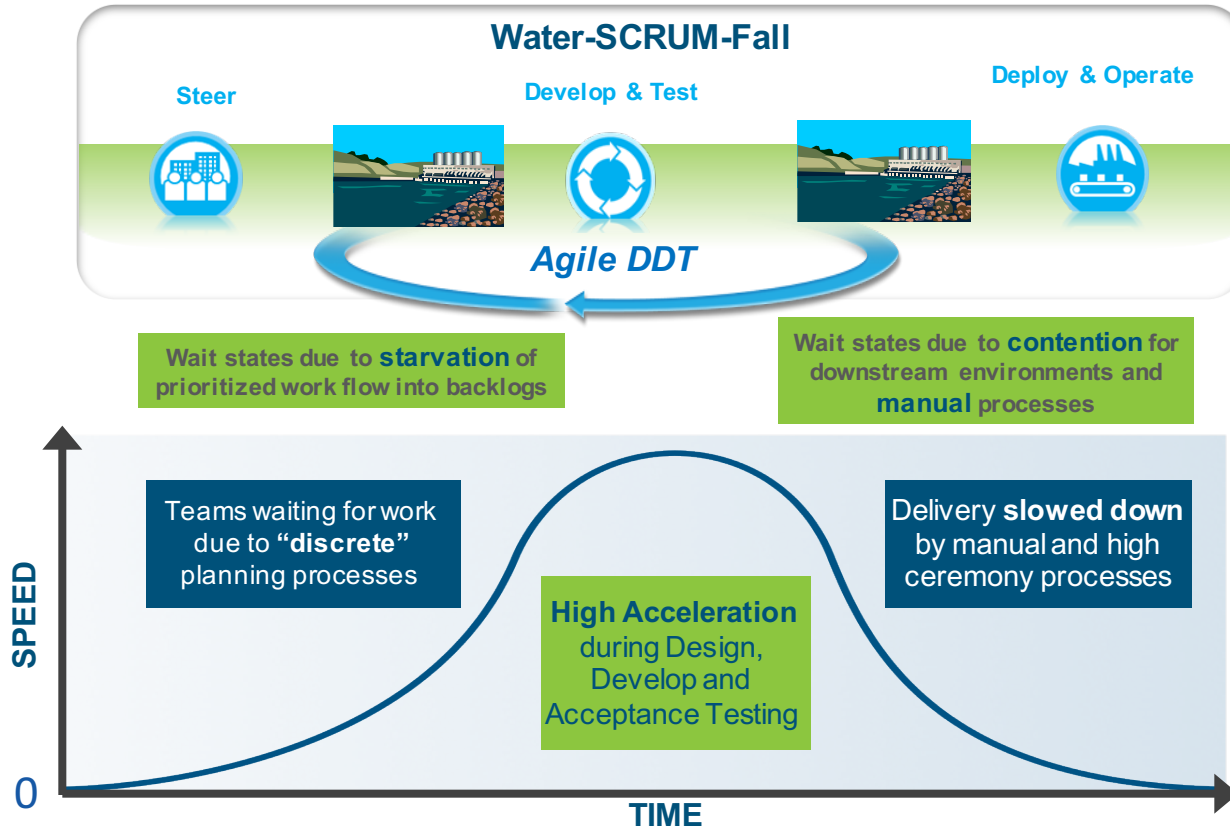 Water-SCRUM-Fall
Steer
Develop & Test
Deploy & Operate
Agile DDT
Wait states due to starvation of
prioritized work flow into backlogs
Wait states due to contention for
downstream environments and
manual processes
SPEED
Teams waiting for work
due to “discrete”
planning processes
High Acceleration
during Design,
Develop and
Acceptance Testing
Delivery slowed down
by manual and high
ceremony processes
0
TIME